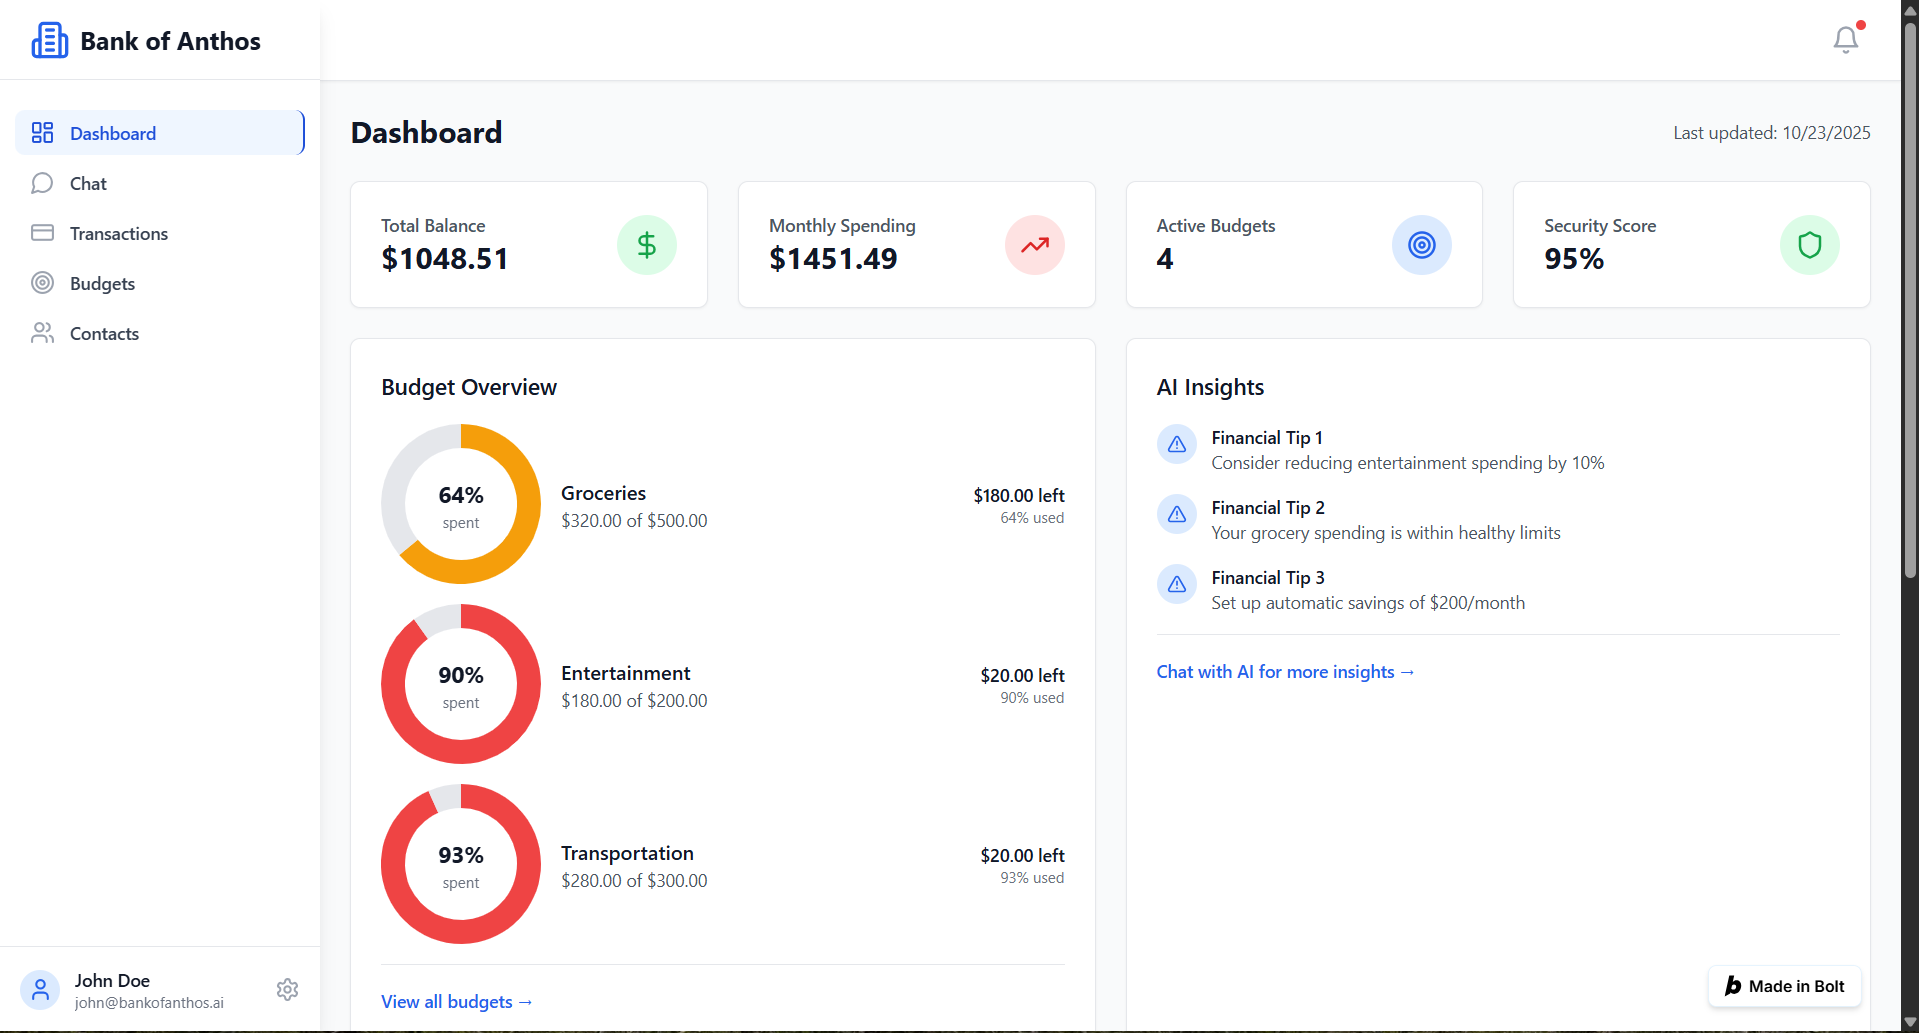 Bank of Anthos
Dashboard
Chat
Transactions
Budgets
Contacts
John Doe
john@bankofanthos.ai
Dashboard
Last updated: 10/23/2025
Total Balance
$1048.51
Monthly Spending
$1451.49
Active Budgets
4
Security Score
95%
Budget Overview
64%
spent
Groceries
$320.00 of $500.00
$180.00 left
64% used
90%
spent
Entertainment
$180.00 of $200.00
$20.00 left
90% used
93%
spent
Transportation
$280.00 of $300.00
$20.00 left
93% used
View all budgets →
AI Insights
Financial Tip 1
Consider reducing entertainment spending by 10%
Financial Tip 2
Your grocery spending is within healthy limits
Financial Tip 3
Set up automatic savings of $200/month
Chat with AI for more insights →
b Made in Bolt